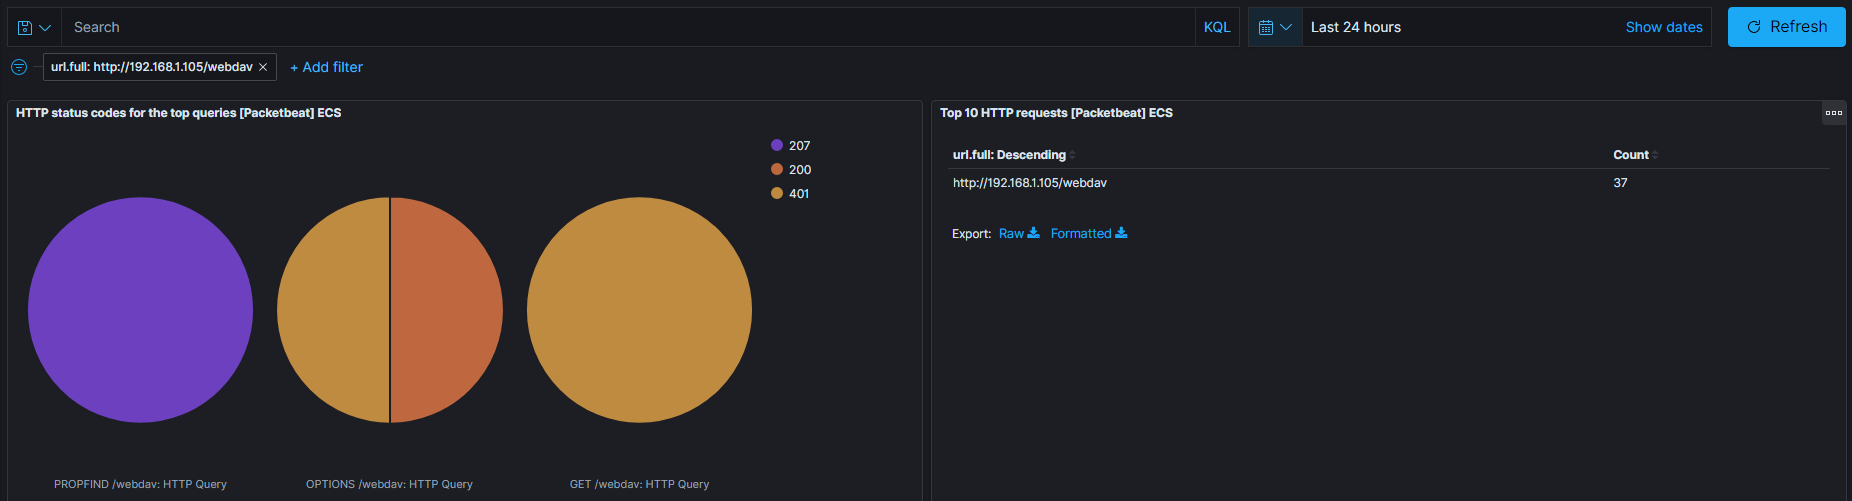 Search KQL Last 24 hours Show dates Refresh
url.full: http://192.168.1.105/webdav × + Add filter
HTTP status codes for the top queries [Packetbeat] ECS
207
200
401
PROPFIND /webdav: HTTP Query OPTIONS /webdav: HTTP Query GET /webdav: HTTP Query
Top 10 HTTP requests [Packetbeat] ECS
url.full: Descending Count
http://192.168.1.105/webdav 37
Export: Raw Formatted